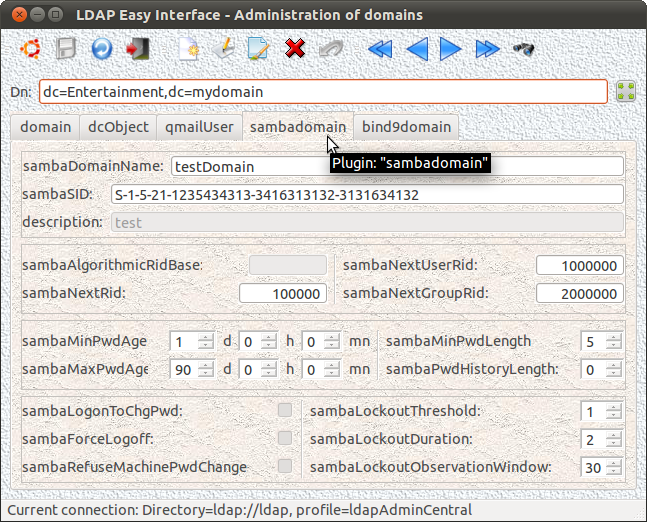 LDAP Easy Interface - Administration of domains
Dn: dc=Entertainment,dc=mydomain
domain dcObject qmailUser sambadomain bind9domain
Plugin: "sambadomain"
sambaDomainName: testDomain
sambaSID: S-1-5-21-1235434313-3416313132-3131634132
description: test
sambaAlgorithmicRidBase: sambaNextUserRid: 1000000
sambaNextRid: 100000 sambaNextGroupRid: 2000000
sambaMinPwdAge 1 d 0 h 0 mn sambaMinPwdLength 5
sambaMaxPwdAge 90 d 0 h 0 mn sambaPwdHistoryLength: 0
sambaLogonToChgPwd: sambaLockoutThreshold: 1
sambaForceLogoff: sambaLockoutDuration: 2
sambaRefuseMachinePwdChange sambaLockoutObservationWindow: 30
Current connection: Directory=ldap://ldap, profile=ldapAdminCentral